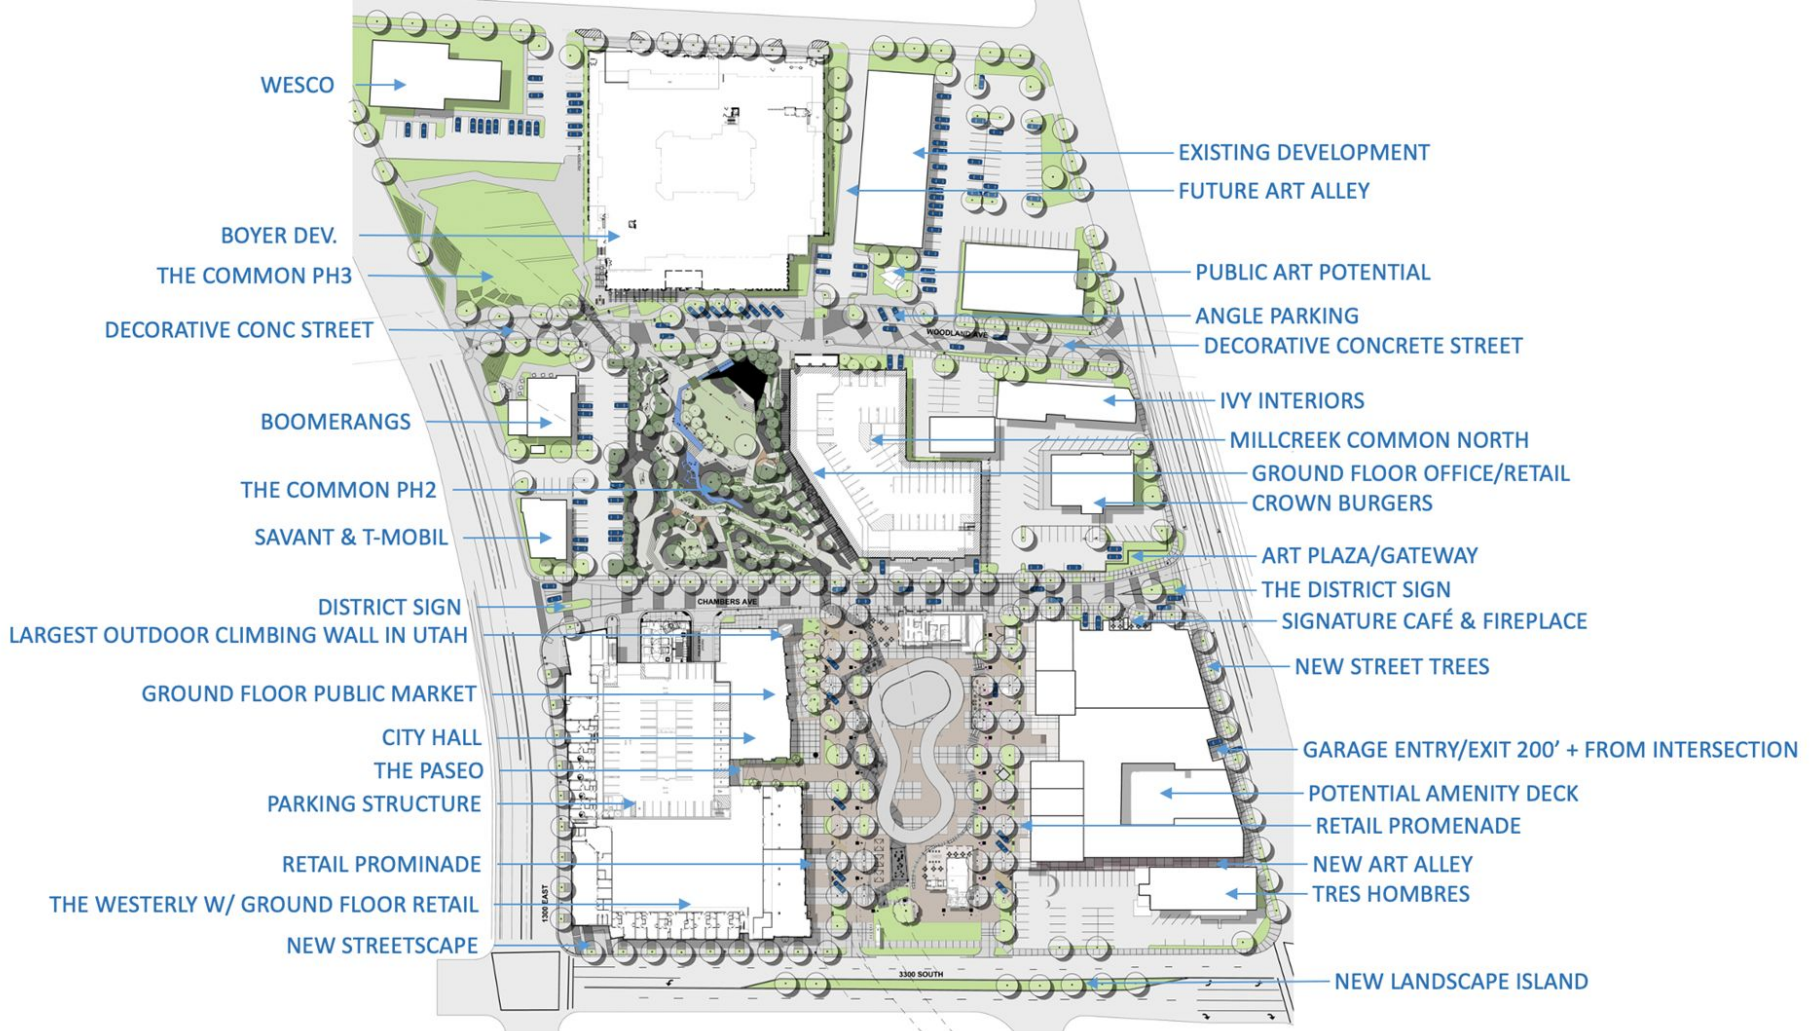 WESCO
EXISTING DEVELOPMENT
FUTURE ART ALLEY
BOYER DEV.
THE COMMON PH3
PUBLIC ART POTENTIAL
ANGLE PARKING
DECORATIVE CONC STREET
WOODLAND AVE
DECORATIVE CONCRETE STREET
IVY INTERIORS
BOOMERANGS
MILLCREEK COMMON NORTH
GROUND FLOOR OFFICE/RETAIL
THE COMMON PH2
CROWN BURGERS
SAVANT & T-MOBIL
ART PLAZA/GATEWAY
THE DISTRICT SIGN
CHAMBERS AVE
DISTRICT SIGN
SIGNATURE CAFÉ & FIREPLACE
LARGEST OUTDOOR CLIMBING WALL IN UTAH
NEW STREET TREES
GROUND FLOOR PUBLIC MARKET
CITY HALL
GARAGE ENTRY/EXIT 200’ + FROM INTERSECTION
THE PASEO
POTENTIAL AMENITY DECK
PARKING STRUCTURE
RETAIL PROMENADE
RETAIL PROMINADE
NEW ART ALLEY
TRES HOMBRES
1300 EAST
THE WESTERLY W/ GROUND FLOOR RETAIL
NEW STREETSCAPE
3300 SOUTH
NEW LANDSCAPE ISLAND